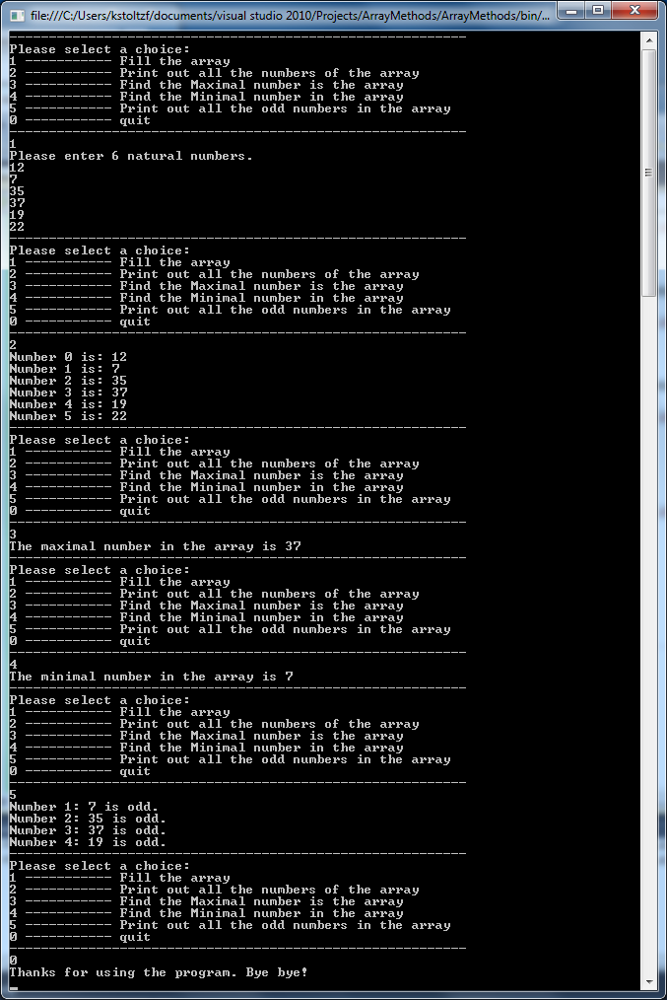 file:///C:/Users/kstoltzf/documents/visual studio 2010/Projects/ArrayMethods/ArrayMethods/bin/...
----------------------------------------------------------
Please select a choice:
1 ----------- Fill the array
2 ----------- Print out all the numbers of the array
3 ----------- Find the Maximal number is the array
4 ----------- Find the Minimal number in the array
5 ----------- Print out all the odd numbers in the array
0 ----------- quit
----------------------------------------------------------
1
Please enter 6 natural numbers.
12
7
35
37
19
22
----------------------------------------------------------
Please select a choice:
1 ----------- Fill the array
2 ----------- Print out all the numbers of the array
3 ----------- Find the Maximal number is the array
4 ----------- Find the Minimal number in the array
5 ----------- Print out all the odd numbers in the array
0 ----------- quit
----------------------------------------------------------
2
Number 0 is: 12
Number 1 is: 7
Number 2 is: 35
Number 3 is: 37
Number 4 is: 19
Number 5 is: 22
----------------------------------------------------------
Please select a choice:
1 ----------- Fill the array
2 ----------- Print out all the numbers of the array
3 ----------- Find the Maximal number is the array
4 ----------- Find the Minimal number in the array
5 ----------- Print out all the odd numbers in the array
0 ----------- quit
----------------------------------------------------------
3
The maximal number in the array is 37
----------------------------------------------------------
Please select a choice:
1 ----------- Fill the array
2 ----------- Print out all the numbers of the array
3 ----------- Find the Maximal number is the array
4 ----------- Find the Minimal number in the array
5 ----------- Print out all the odd numbers in the array
0 ----------- quit
----------------------------------------------------------
4
The minimal number in the array is 7
----------------------------------------------------------
Please select a choice:
1 ----------- Fill the array
2 ----------- Print out all the numbers of the array
3 ----------- Find the Maximal number is the array
4 ----------- Find the Minimal number in the array
5 ----------- Print out all the odd numbers in the array
0 ----------- quit
----------------------------------------------------------
5
Number 1: 7 is odd.
Number 2: 35 is odd.
Number 3: 37 is odd.
Number 4: 19 is odd.
----------------------------------------------------------
Please select a choice:
1 ----------- Fill the array
2 ----------- Print out all the numbers of the array
3 ----------- Find the Maximal number is the array
4 ----------- Find the Minimal number in the array
5 ----------- Print out all the odd numbers in the array
0 ----------- quit
----------------------------------------------------------
0
Thanks for using the program. Bye bye!